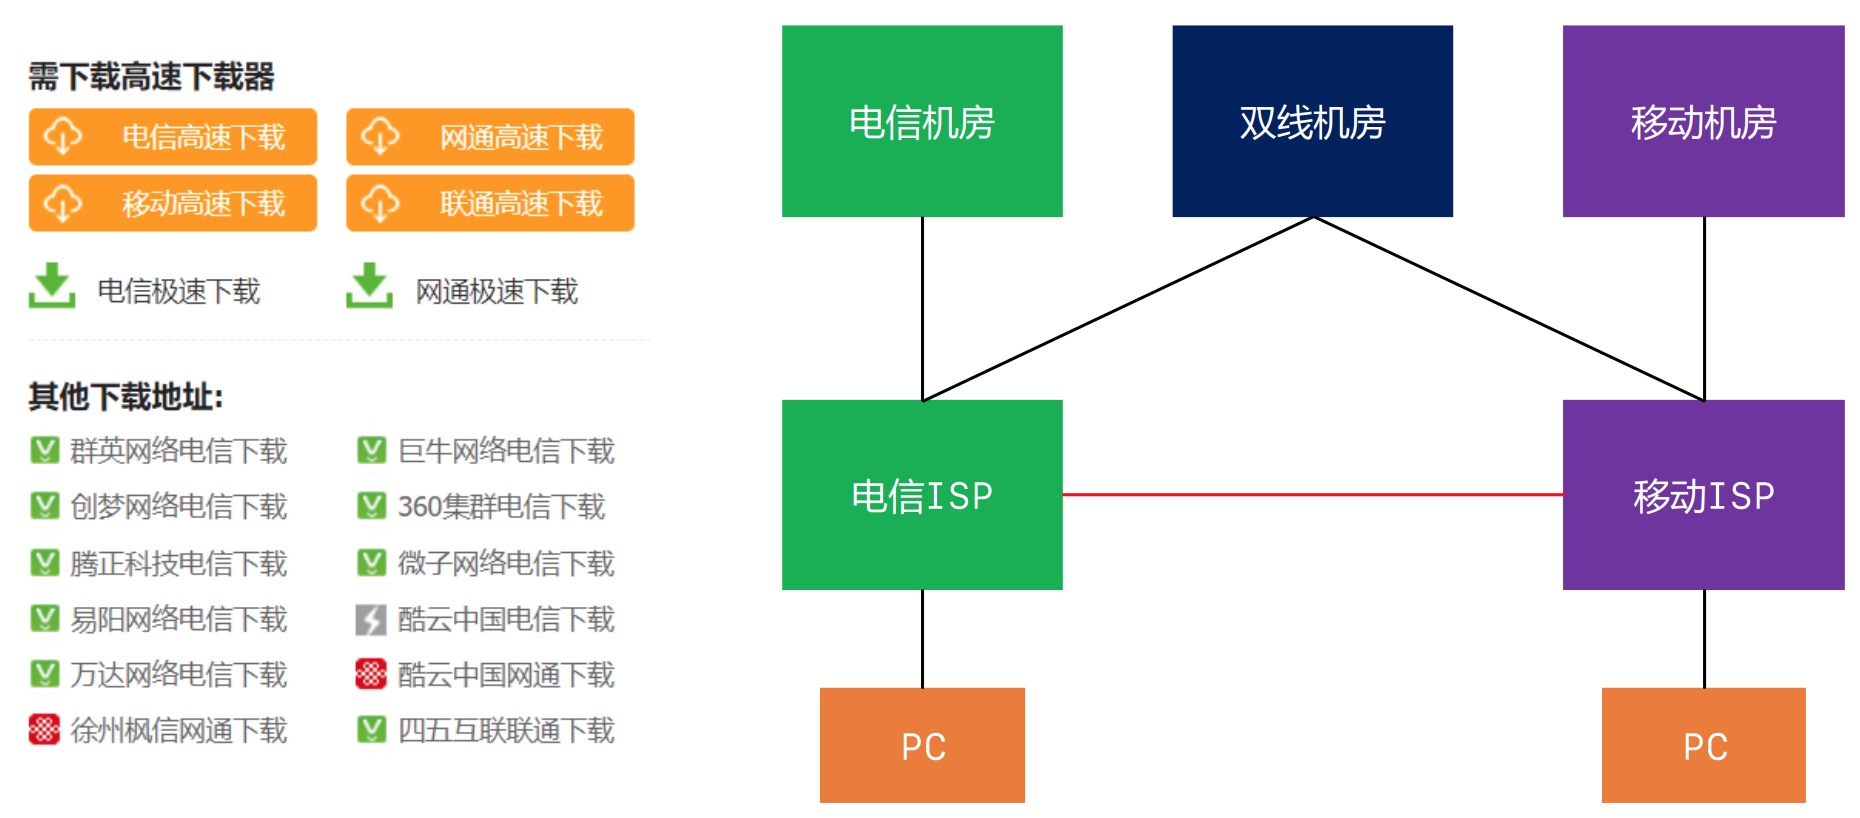 需下载高速下载器
电信高速下载
网通高速下载
移动高速下载
联通高速下载
电信极速下载
网通极速下载
其他下载地址:
群英网络电信下载
巨牛网络电信下载
创梦网络电信下载
360集群电信下载
腾正科技电信下载
微子网络电信下载
易阳网络电信下载
酷云中国电信下载
万达网络电信下载
酷云中国网通下载
徐州枫信网通下载
四五互联联通下载
电信机房
双线机房
移动机房
电信ISP
移动ISP
PC
PC